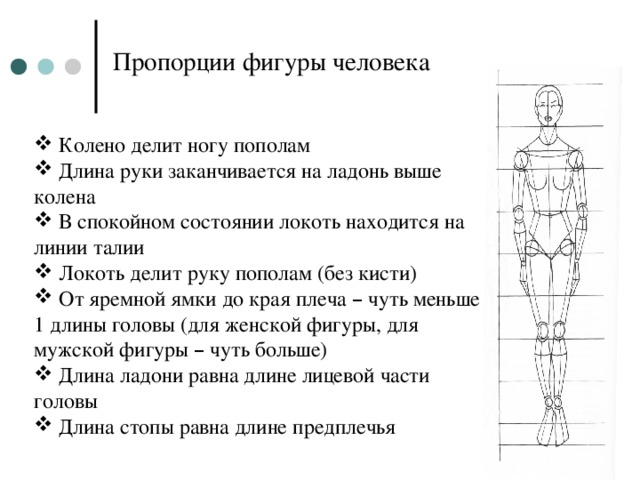 Пропорции фигуры человека
❖ Колено делит ногу пополам
❖ Длина руки заканчивается на ладонь выше
колена
❖ В спокойном состоянии локоть находится на
линии талии
❖ Локоть делит руку пополам (без кисти)
❖ От яремной ямки до края плеча – чуть меньше
1 длины головы (для женской фигуры, для
мужской фигуры – чуть больше)
❖ Длина ладони равна длине лицевой части
головы
❖ Длина стопы равна длине предплечья